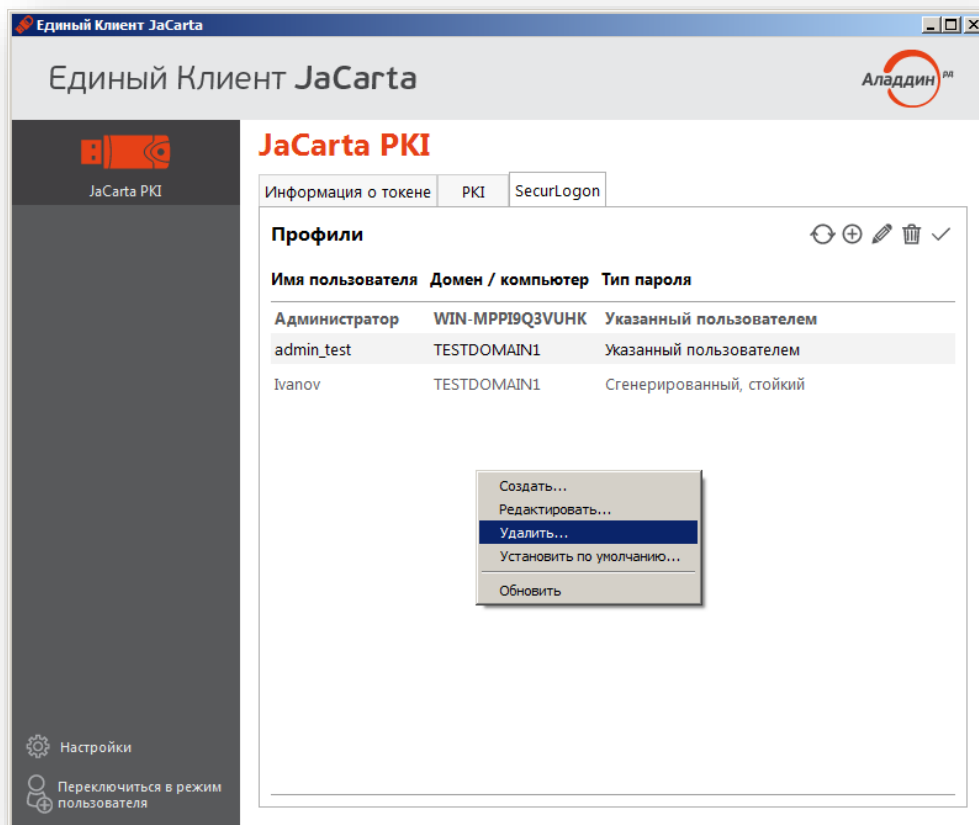 Единый Клиент JaCarta
Единый Клиент JaCarta
Аладдин РД
JaCarta PKI
JaCarta PKI
Информация о токене PKI SecurLogon
Профили
Имя пользователя Домен / компьютер Тип пароля
Администратор WIN-MPPI9Q3VUHK Указанный пользователем
admin_test TESTDOMAIN1 Указанный пользователем
Ivanov TESTDOMAIN1 Сгенерированный, стойкий
Создать...
Редактировать...
Удалить...
Установить по умолчанию...
Обновить
Настройки
Переключиться в режим
пользователя